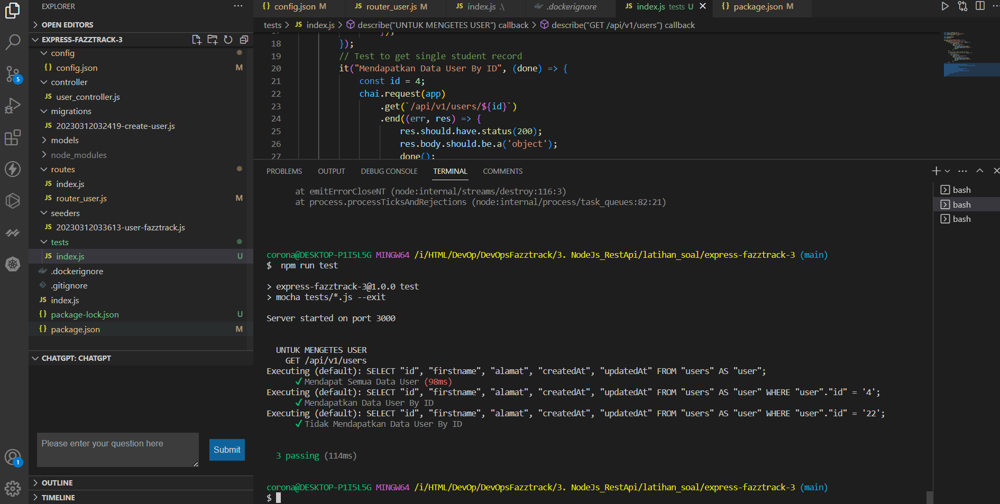 EXPLORER
OPEN EDITORS
EXPRESS-FAZZTRACK-3
config
{} config.json M
controller
JS user_controller.js
migrations
JS 20230312032419-create-user.js
models
node_modules
routes
JS index.js
JS router_user.js M
seeders
JS 20230312033613-user-fazztrack.js
tests
JS index.js U
.dockerignore
.gitignore
JS index.js
{} package-lock.json U
{} package.json M
5
1
CHATGPT: CHATGPT
Please enter your question here
Submit
OUTLINE
TIMELINE
{} config.json M
JS router_user.js M
JS index.js .\
.dockerignore
JS index.js tests U
{} package.json M
tests > JS index.js > describe("UNTUK MENGETES USER") callback > describe("GET /api/v1/users") callback
17 });
18 });
19 // Test to get single student record
20 it("Mendapatkan Data User By ID", (done) => {
21 const id = 4;
22 chai.request(app)
23 .get(`/api/v1/users/${id}`)
24 .end((err, res) => {
25 res.should.have.status(200);
26 res.body.should.be.a('object');
27 done();
PROBLEMS OUTPUT DEBUG CONSOLE TERMINAL COMMENTS
bash
bash
bash
at emitErrorCloseNT (node:internal/streams/destroy:116:3)
at process.processTicksAndRejections (node:internal/process/task_queues:82:21)
corona@DESKTOP-P1I5L5G MINGW64 /i/HTML/DevOp/DevOpsFazztrack/3. NodeJs_RestApi/latihan_soal/express-fazztrack-3 (main)
$ npm run test
> express-fazztrack-3@1.0.0 test
> mocha tests/*.js --exit
Server started on port 3000
UNTUK MENGETES USER
GET /api/v1/users
Executing (default): SELECT "id", "firstname", "alamat", "createdAt", "updatedAt" FROM "users" AS "user";
✓ Mendapat Semua Data User (98ms)
Executing (default): SELECT "id", "firstname", "alamat", "createdAt", "updatedAt" FROM "users" AS "user" WHERE "user"."id" = '4';
✓ Mendapatkan Data User By ID
Executing (default): SELECT "id", "firstname", "alamat", "createdAt", "updatedAt" FROM "users" AS "user" WHERE "user"."id" = '22';
✓ Tidak Mendapatkan Data User By ID
3 passing (114ms)
corona@DESKTOP-P1I5L5G MINGW64 /i/HTML/DevOp/DevOpsFazztrack/3. NodeJs_RestApi/latihan_soal/express-fazztrack-3 (main)
$